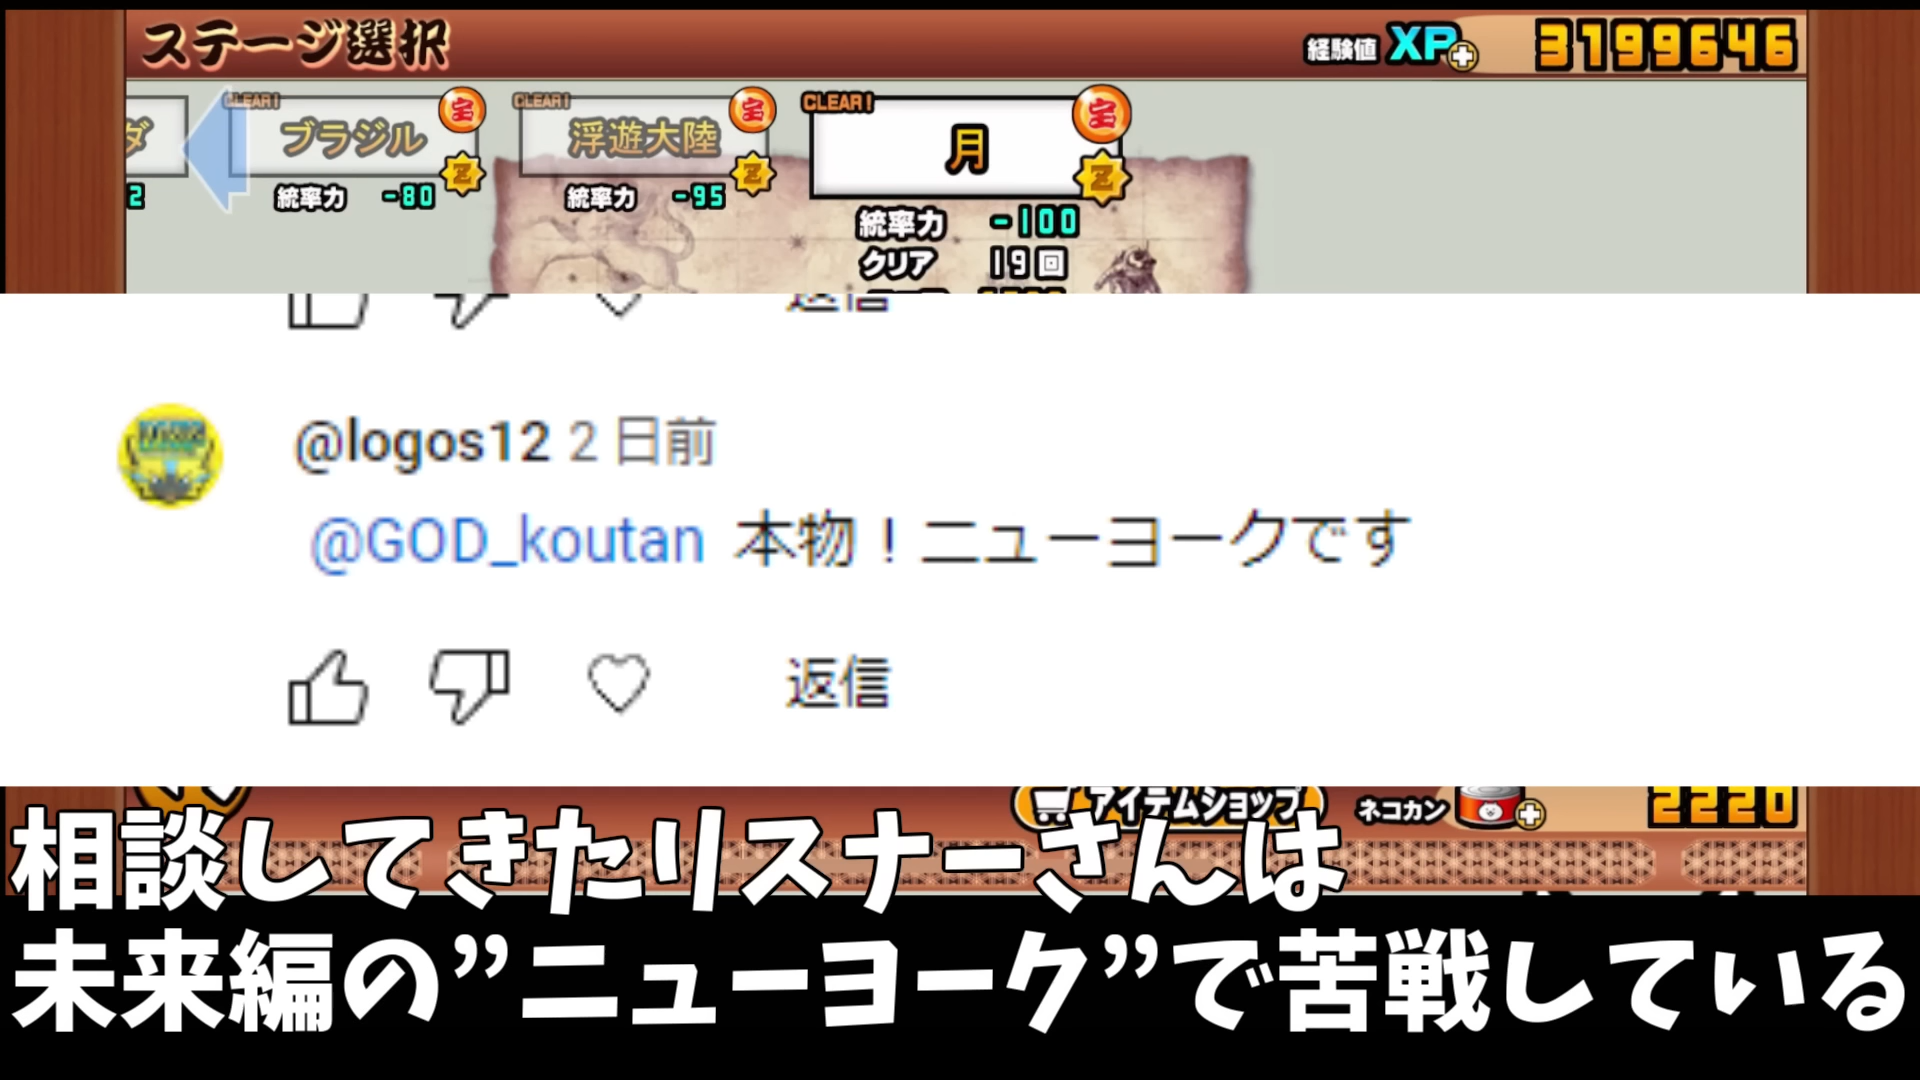 ステージ選択
経験値 XP 3199646
CLEAR! 宝 CLEAR! 宝 CLEAR! 宝
ダ ブラジル 浮遊大陸 月
Z Z Z
2 統率力 -80 統率力 -95 統率力 -100
クリア 19回
返信
@logos12 2 日前
@GOD_koutan 本物！ニューヨークです
返信
アイテムショップ ネコカン 2220
相談してきたリスナーさんは
未来編の”ニューヨーク”で苦戦している